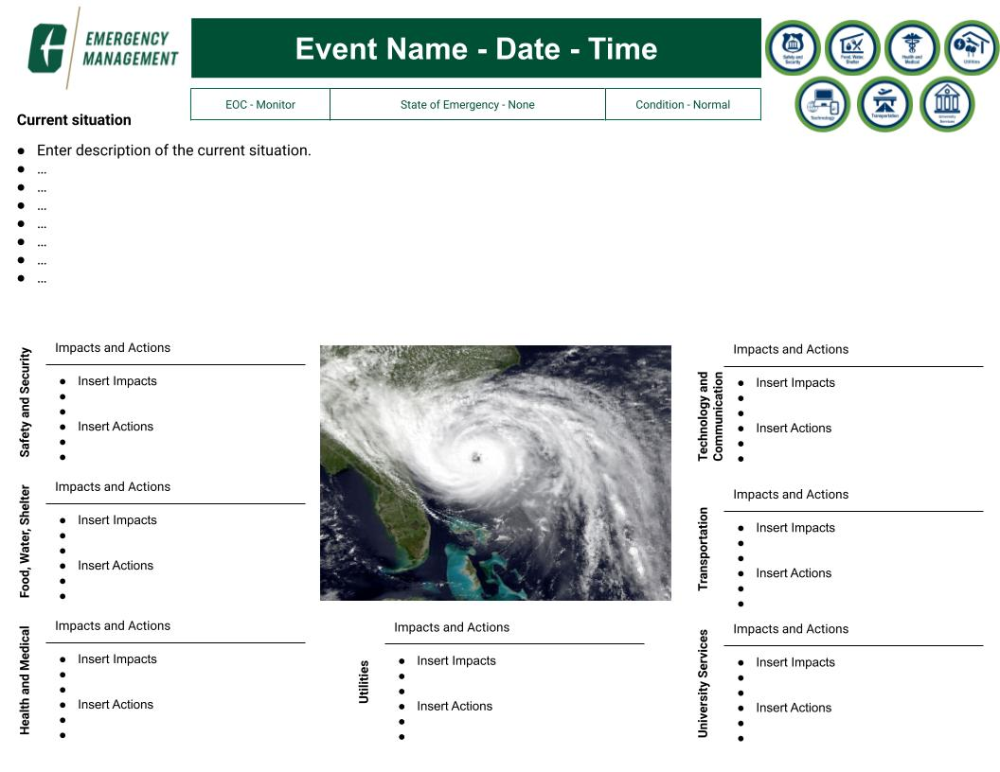 EMERGENCY
MANAGEMENT
Event Name - Date - Time
EOC - Monitor
State of Emergency - None
Condition - Normal
Safety and
Security
Food, Water,
Shelter
Health and
Medical
Utilities
Technology
Transportation
University
Services
Current situation
● Enter description of the current situation.
● ...
● ...
● ...
● ...
● ...
● ...
● ...
Safety and Security
Impacts and Actions
● Insert Impacts
●
●
● Insert Actions
●
●
Food, Water, Shelter
Impacts and Actions
● Insert Impacts
●
●
● Insert Actions
●
●
Health and Medical
Impacts and Actions
● Insert Impacts
●
●
● Insert Actions
●
●
Utilities
Impacts and Actions
● Insert Impacts
●
●
● Insert Actions
●
●
Technology and
Communication
Impacts and Actions
● Insert Impacts
●
●
● Insert Actions
●
●
Transportation
Impacts and Actions
● Insert Impacts
●
●
● Insert Actions
●
●
University Services
Impacts and Actions
● Insert Impacts
●
●
● Insert Actions
●
●